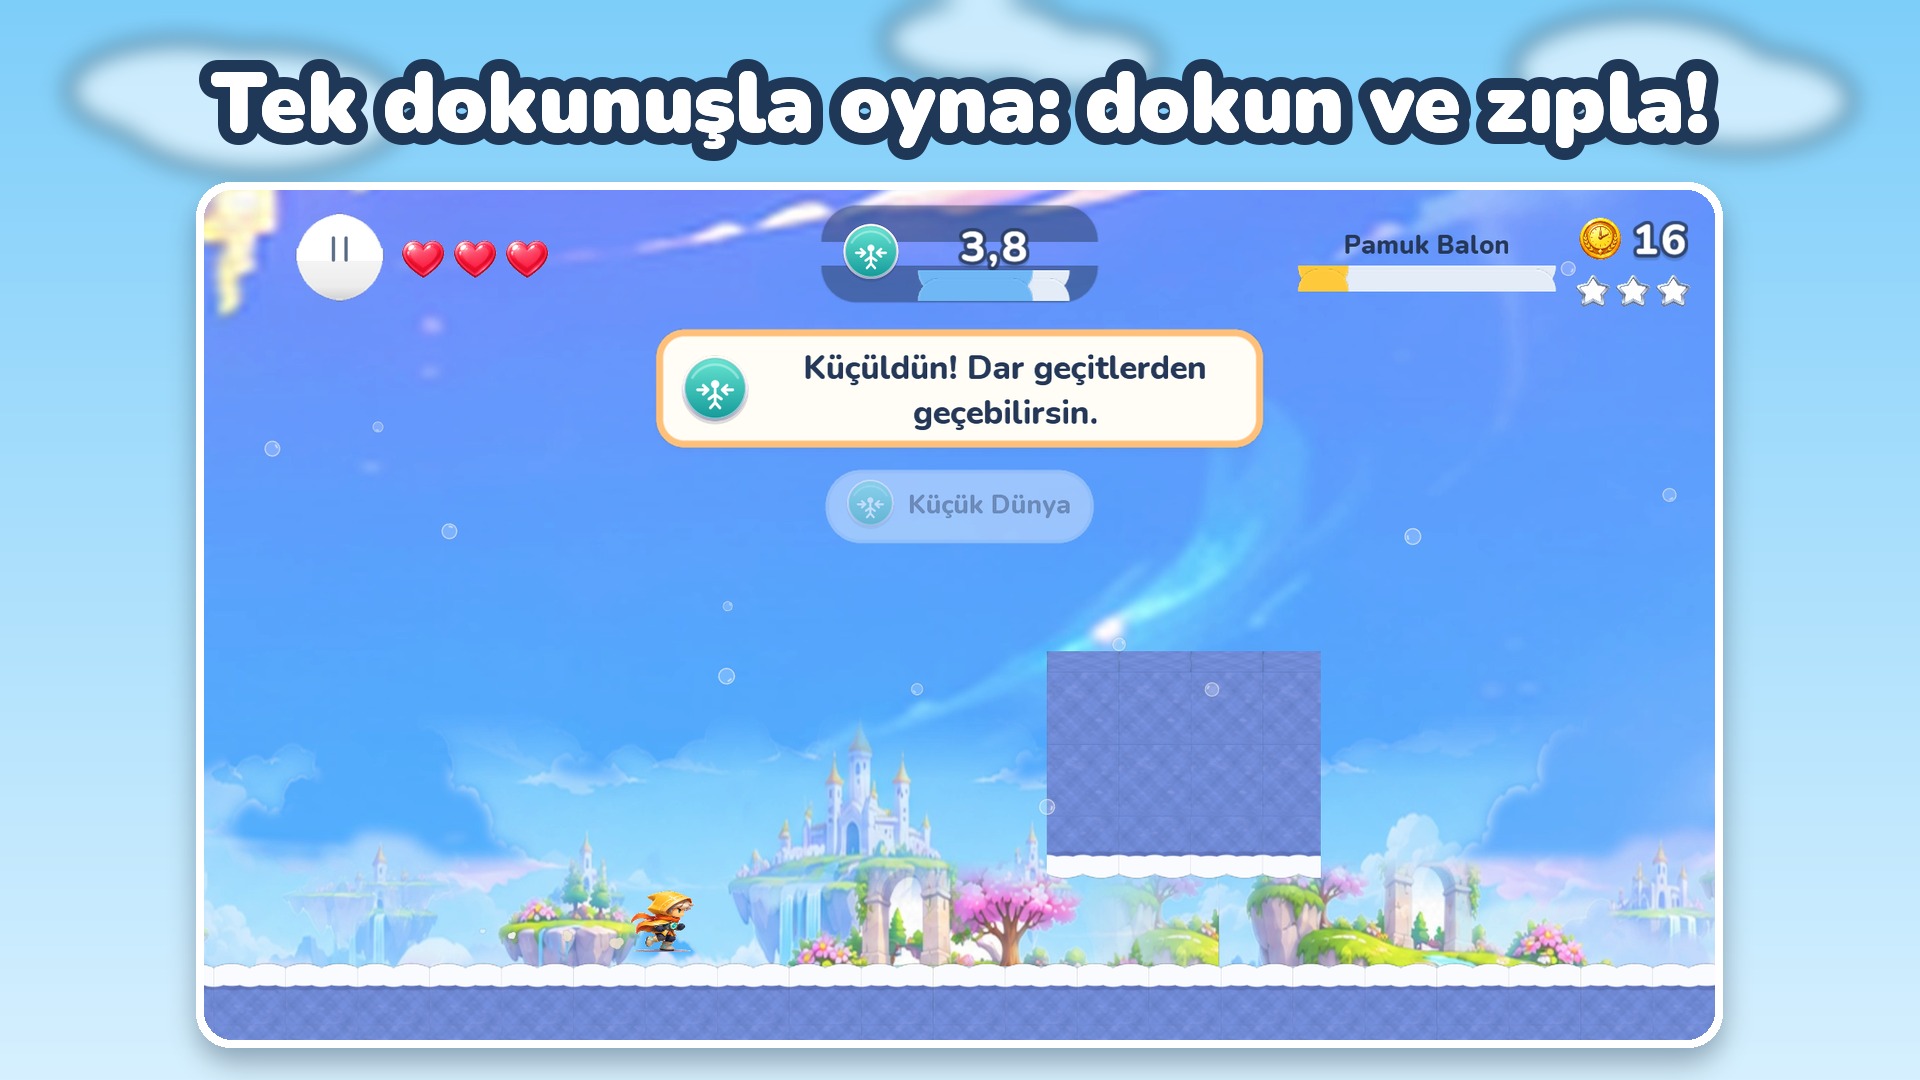 Tek dokunuşla oyna: dokun ve zıpla!
3,8
Pamuk Balon
16
Küçüldün! Dar geçitlerden
geçebilirsin.
Küçük Dünya